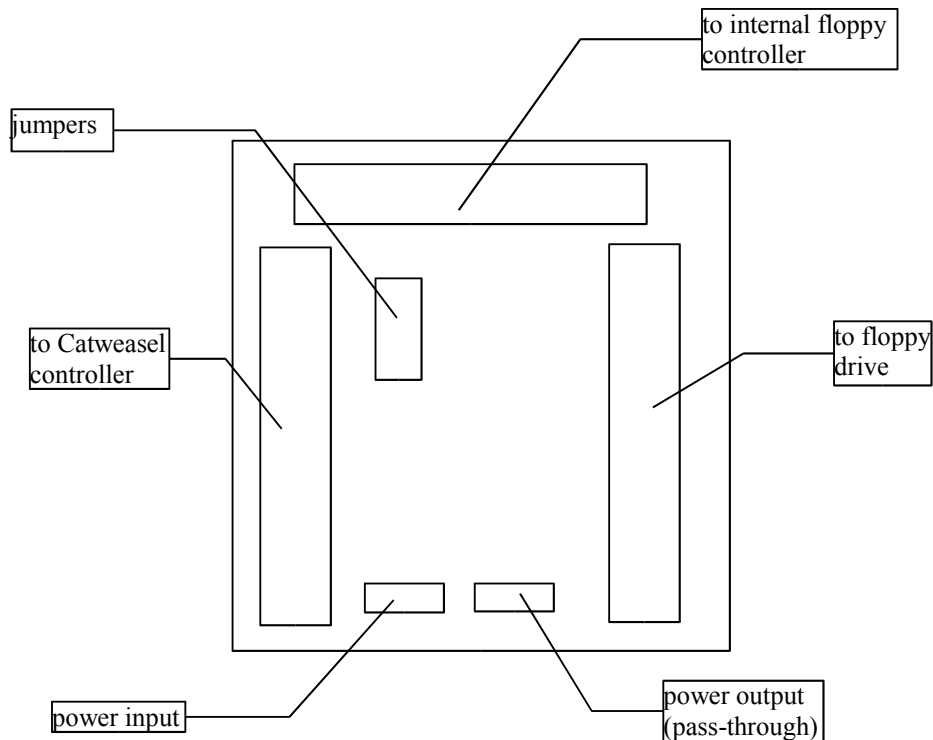 to internal floppy
controller
jumpers
to Catweasel
controller
to floppy
drive
power input
power output
(pass-through)